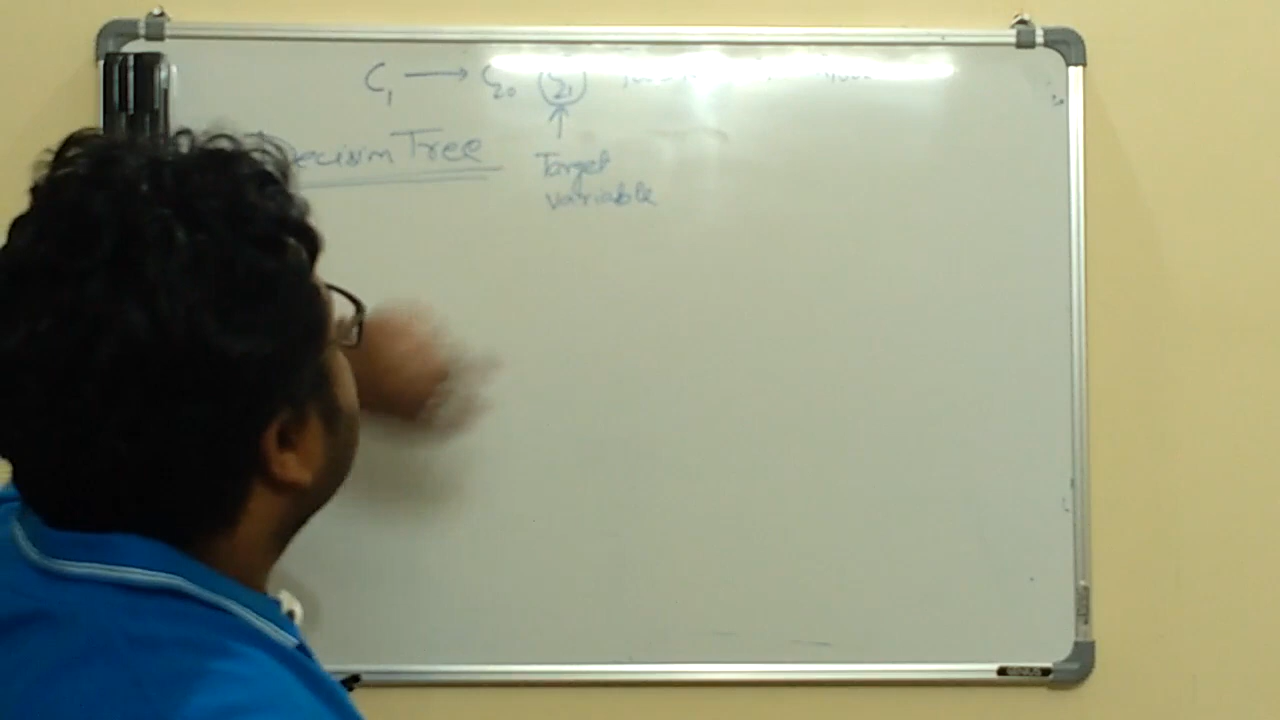 C1 → C20 C21
Decision Tree
Target
variable